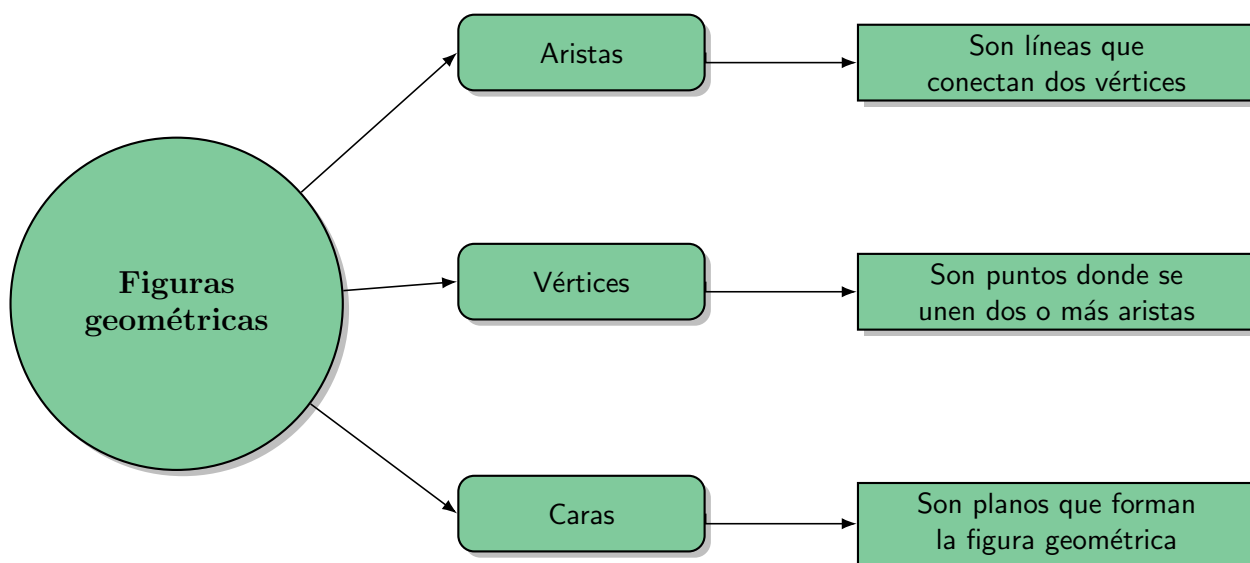 Figuras
geométricas
Aristas
Son líneas que
conectan dos vértices
Vértices
Son puntos donde se
unen dos o más aristas
Caras
Son planos que forman
la figura geométrica